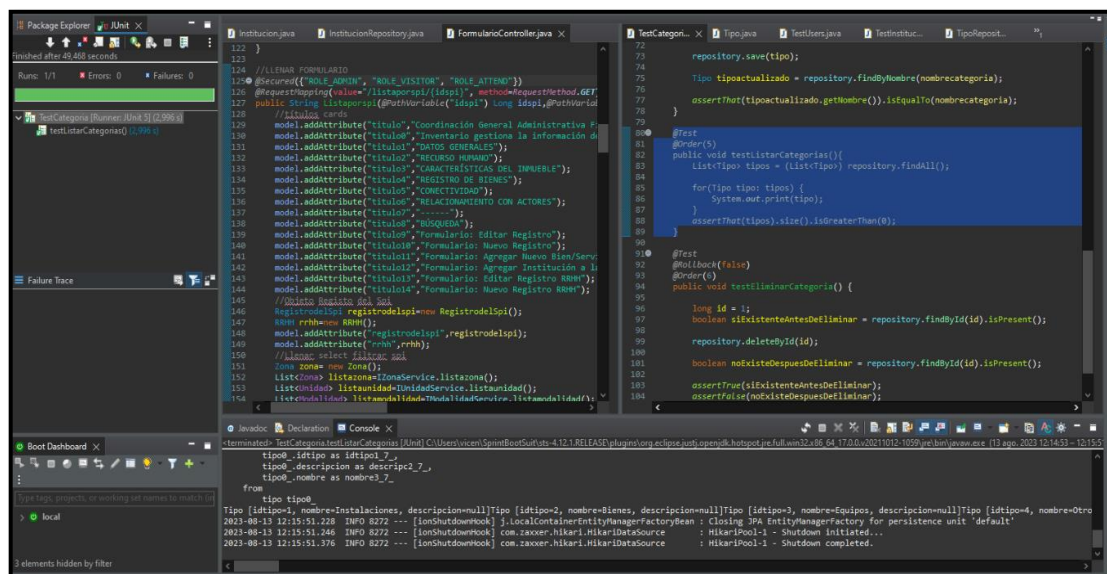 Package Explorer JUnit
Finished after 49,468 seconds
Runs: 1/1 Errors: 0 Failures: 0
TestCategoria [Runner: JUnit 5] (2,996 s)
testListarCategorias() (2,996 s)
Failure Trace
Boot Dashboard
Type tags, projects, or working set names to match (in
local
3 elements hidden by filter
Institucion.java InstitucionRepository.java FormularioController.java
122 }
123
124 //LLENAR FORMULARIO
125 @Secured({"ROLE_ADMIN", "ROLE_VISITOR", "ROLE_ATTEND"})
126 @RequestMapping(value="/listaporspi/{idspi}", method=RequestMethod.GET
127 public String Listaporspi(@PathVariable("idspi") Long idspi,@PathVaria
128 //titulos cards
129 model.addAttribute("titulo","Coordinación General Administrativa F
130 model.addAttribute("titulo0","Inventario gestiona la información d
131 model.addAttribute("titulo1","DATOS GENERALES");
132 model.addAttribute("titulo2","RECURSO HUMANO");
133 model.addAttribute("titulo3","CARACTERÍSTICAS DEL INMUEBLE");
134 model.addAttribute("titulo4","REGISTRO DE BIENES");
135 model.addAttribute("titulo5","CONECTIVIDAD");
136 model.addAttribute("titulo6","RELACIONAMIENTO CON ACTORES");
137 model.addAttribute("titulo7","------");
138 model.addAttribute("titulo8","BÚSQUEDA");
139 model.addAttribute("titulo9","Formulario: Editar Registro");
140 model.addAttribute("titulo10","Formulario: Nuevo Registro");
141 model.addAttribute("titulo11","Formulario: Agregar Nuevo Bien/Serv
142 model.addAttribute("titulo12","Formulario: Agregar Institución a l
143 model.addAttribute("titulo13","Formulario: Editar Registro RRHH");
144 model.addAttribute("titulo14","Formulario: Nuevo Registro RRHH");
145 //Objeto Registo del Spi
146 RegistrodelSpi registrodelspi=new RegistrodelSpi();
147 RRHH rrhh=new RRHH();
148 model.addAttribute("registrodelspi",registrodelspi);
149 model.addAttribute("rrhh",rrhh);
150 //Llenar select filtrar spi
151 Zona zona= new Zona();
152 List<Zona> listazona=IZonaService.listazona();
153 List<Unidad> listaunidad=IUnidadService.listaunidad();
154 List<Modalidad> listamodalidad=IModalidadService.listamodalidad();
TestCategori... Tipo.java TestUsers.java TestInstituc... TipoReposit...
72
73 repository.save(tipo);
74
75 Tipo tipoactualizado = repository.findByNombre(nombrecategoria);
76
77 assertThat(tipoactualizado.getNombre()).isEqualTo(nombrecategoria);
78 }
79
80 @Test
81 @Order(5)
82 public void testListarCategorias(){
83 List<Tipo> tipos = (List<Tipo>) repository.findAll();
84
85 for(Tipo tipo: tipos) {
86 System.out.print(tipo);
87 }
88 assertThat(tipos).size().isGreaterThan(0);
89 }
90
91 @Test
92 @Rollback(false)
93 @Order(6)
94 public void testEliminarCategoria() {
95
96 long id = 1;
97 boolean siExistenteAntesDeEliminar = repository.findById(id).isPresent();
98
99 repository.deleteById(id);
100
101 boolean noExisteDespuesDeEliminar = repository.findById(id).isPresent();
102
103 assertTrue(siExistenteAntesDeEliminar);
104 assertFalse(noExisteDespuesDeEliminar);
Javadoc Declaration Console
<terminated> TestCategoria.testListarCategorias [JUnit] C:\Users\vicen\SprintBootSuit\sts-4.12.1.RELEASE\plugins\org.eclipse.justj.openjdk.hotspot.jre.full.win32.x86_64_17.0.0.v20211012-1059\jre\bin\javaw.exe (13 ago. 2023 12:14:53 – 12:15:5
tipo0_.idtipo as idtipo1_7_,
tipo0_.descripcion as descripc2_7_,
tipo0_.nombre as nombre3_7_
from
tipo tipo0_
Tipo [idtipo=1, nombre=Instalaciones, descripcion=null]Tipo [idtipo=2, nombre=Bienes, descripcion=null]Tipo [idtipo=3, nombre=Equipos, descripcion=null]Tipo [idtipo=4, nombre=Otro
2023-08-13 12:15:51.228 INFO 8272 --- [ionShutdownHook] j.LocalContainerEntityManagerFactoryBean : Closing JPA EntityManagerFactory for persistence unit 'default'
2023-08-13 12:15:51.246 INFO 8272 --- [ionShutdownHook] com.zaxxer.hikari.HikariDataSource : HikariPool-1 - Shutdown initiated...
2023-08-13 12:15:51.376 INFO 8272 --- [ionShutdownHook] com.zaxxer.hikari.HikariDataSource : HikariPool-1 - Shutdown completed.